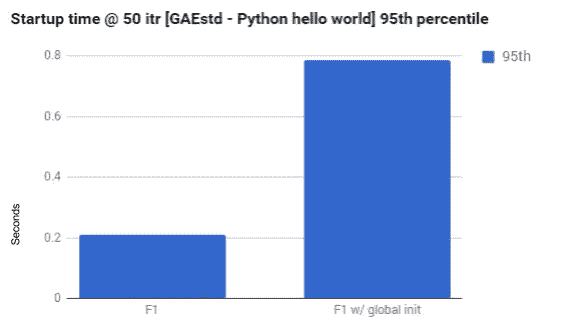 Startup time @ 50 itr [GAEstd - Python hello world] 95th percentile
0.8
95th
0.6
0.4
0.2
Seconds
0
F1
F1 w/ global init